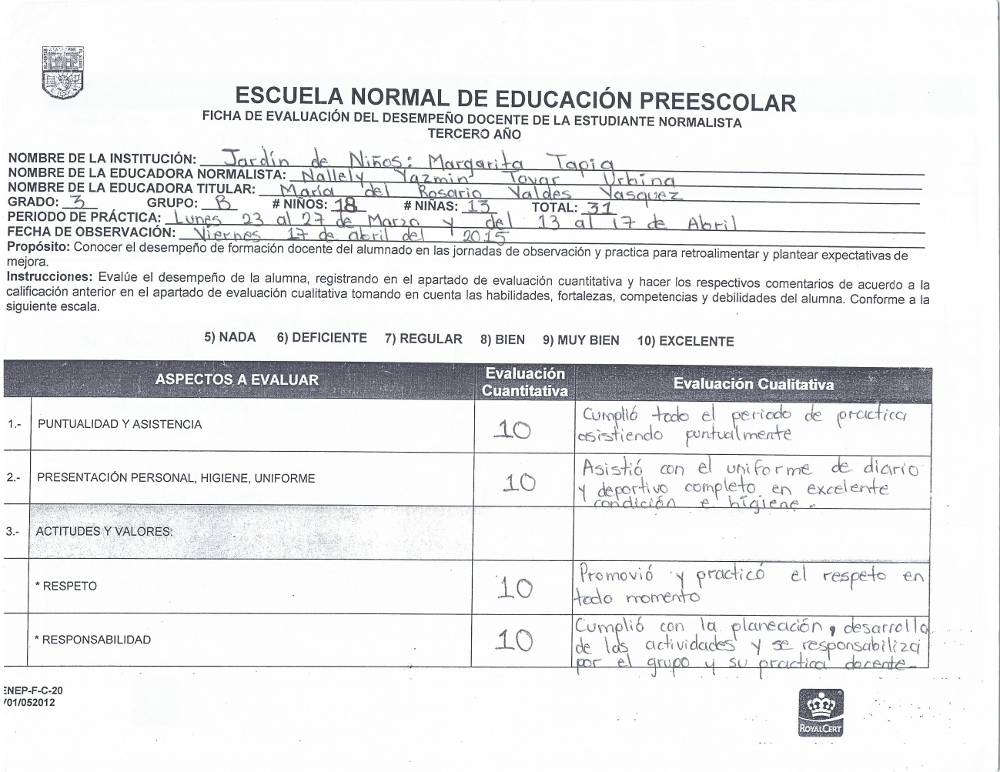 ESCUELA NORMAL DE EDUCACIÓN PREESCOLAR
FICHA DE EVALUACIÓN DEL DESEMPEÑO DOCENTE DE LA ESTUDIANTE NORMALISTA
TERCERO AÑO
NOMBRE DE LA INSTITUCIÓN: Jardín de Niños: Margarita Tapia
NOMBRE DE LA EDUCADORA NORMALISTA: Nallely Yazmin Tovar Urbina
NOMBRE DE LA EDUCADORA TITULAR: María del Rosario Valdes Vasquez
GRADO: 3 GRUPO: B # NIÑOS: 18 # NIÑAS: 13 TOTAL: 31
PERIODO DE PRÁCTICA: Lunes 23 al 27 de Marzo y del 13 al 17 de Abril
FECHA DE OBSERVACIÓN: Viernes 17 de abril del 2015
Propósito: Conocer el desempeño de formación docente del alumnado en las jornadas de observación y practica para retroalimentar y plantear expectativas de
mejora.
Instrucciones: Evalúe el desempeño de la alumna, registrando en el apartado de evaluación cuantitativa y hacer los respectivos comentarios de acuerdo a la
calificación anterior en el apartado de evaluación cualitativa tomando en cuenta las habilidades, fortalezas, competencias y debilidades del alumna. Conforme a la
siguiente escala.
5) NADA 6) DEFICIENTE 7) REGULAR 8) BIEN 9) MUY BIEN 10) EXCELENTE
ASPECTOS A EVALUAR
Evaluación
Cuantitativa
Evaluación Cualitativa
1.- PUNTUALIDAD Y ASISTENCIA
10
Cumplió todo el periodo de practica
asistiendo puntualmente
2.- PRESENTACIÓN PERSONAL, HIGIENE, UNIFORME
10
Asistió con el uniforme de diario
y deportivo completo en excelente
condición e higiene.
3.- ACTITUDES Y VALORES:
* RESPETO
10
Promovió y practicó el respeto en
todo momento
* RESPONSABILIDAD
10
Cumplió con la planeación, desarrollo
de las actividades y se responsabiliza
por el grupo y su practica docente.
ENEP-F-C-20
/01/052012
ROYALCERT